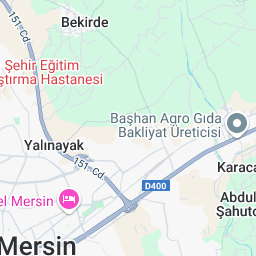 Bekirde
151. Cd
Şehir Eğitim
ştırma Hastanesi
Başhan Agro Gıda
Bakliyat Üreticisi
Yalınayak
151. Cd
Karaca
D400
el Mersin
Abdul
Şahuto
Mersin